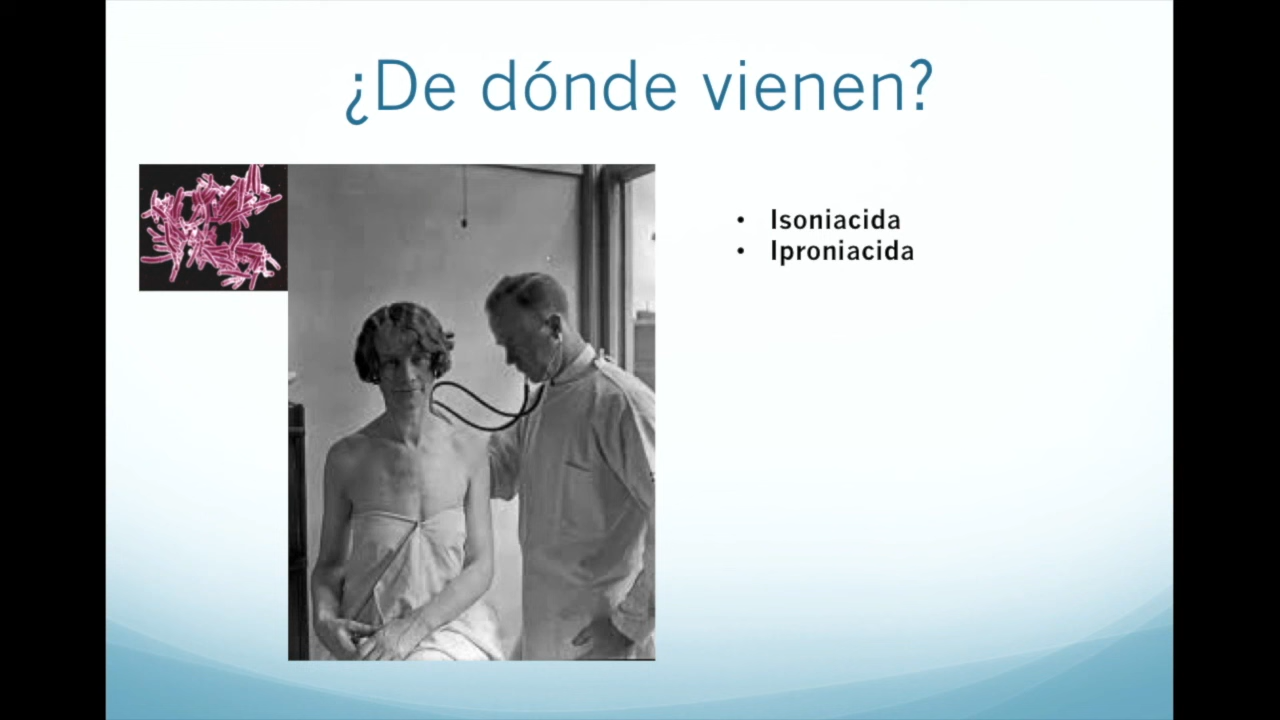 ¿De dónde vienen?
• Isoniacida
• Iproniacida